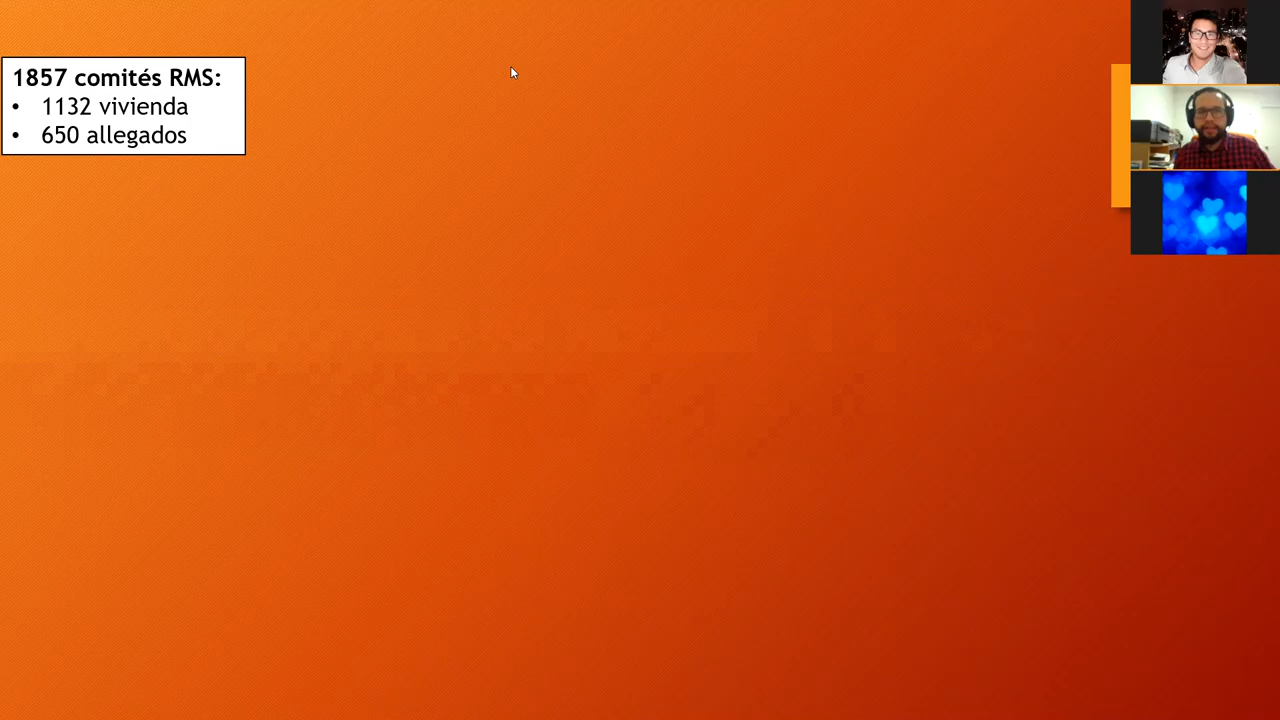 1857 comités RMS:
• 1132 vivienda
• 650 allegados